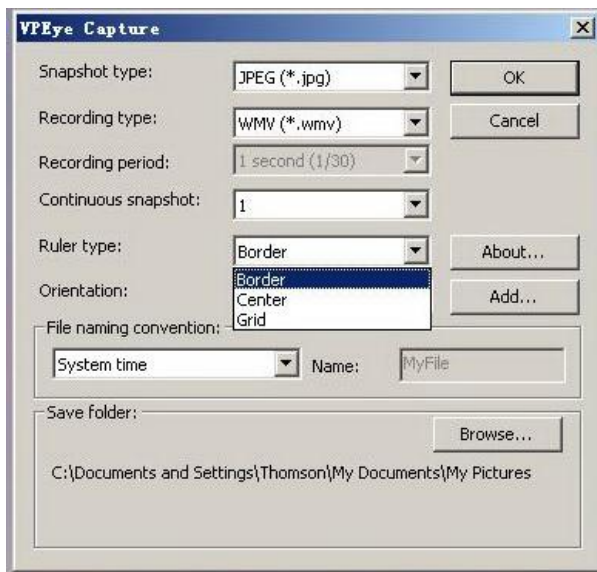 VPEye Capture
Snapshot type: JPEG (*.jpg) OK
Recording type: WMV (*.wmv) Cancel
Recording period: 1 second (1/30)
Continuous snapshot: 1
Ruler type: Border About...
Border
Orientation: Center Add...
Grid
File naming convention:
System time Name: MyFile
Save folder:
Browse...
C:\Documents and Settings\Thomson\My Documents\My Pictures